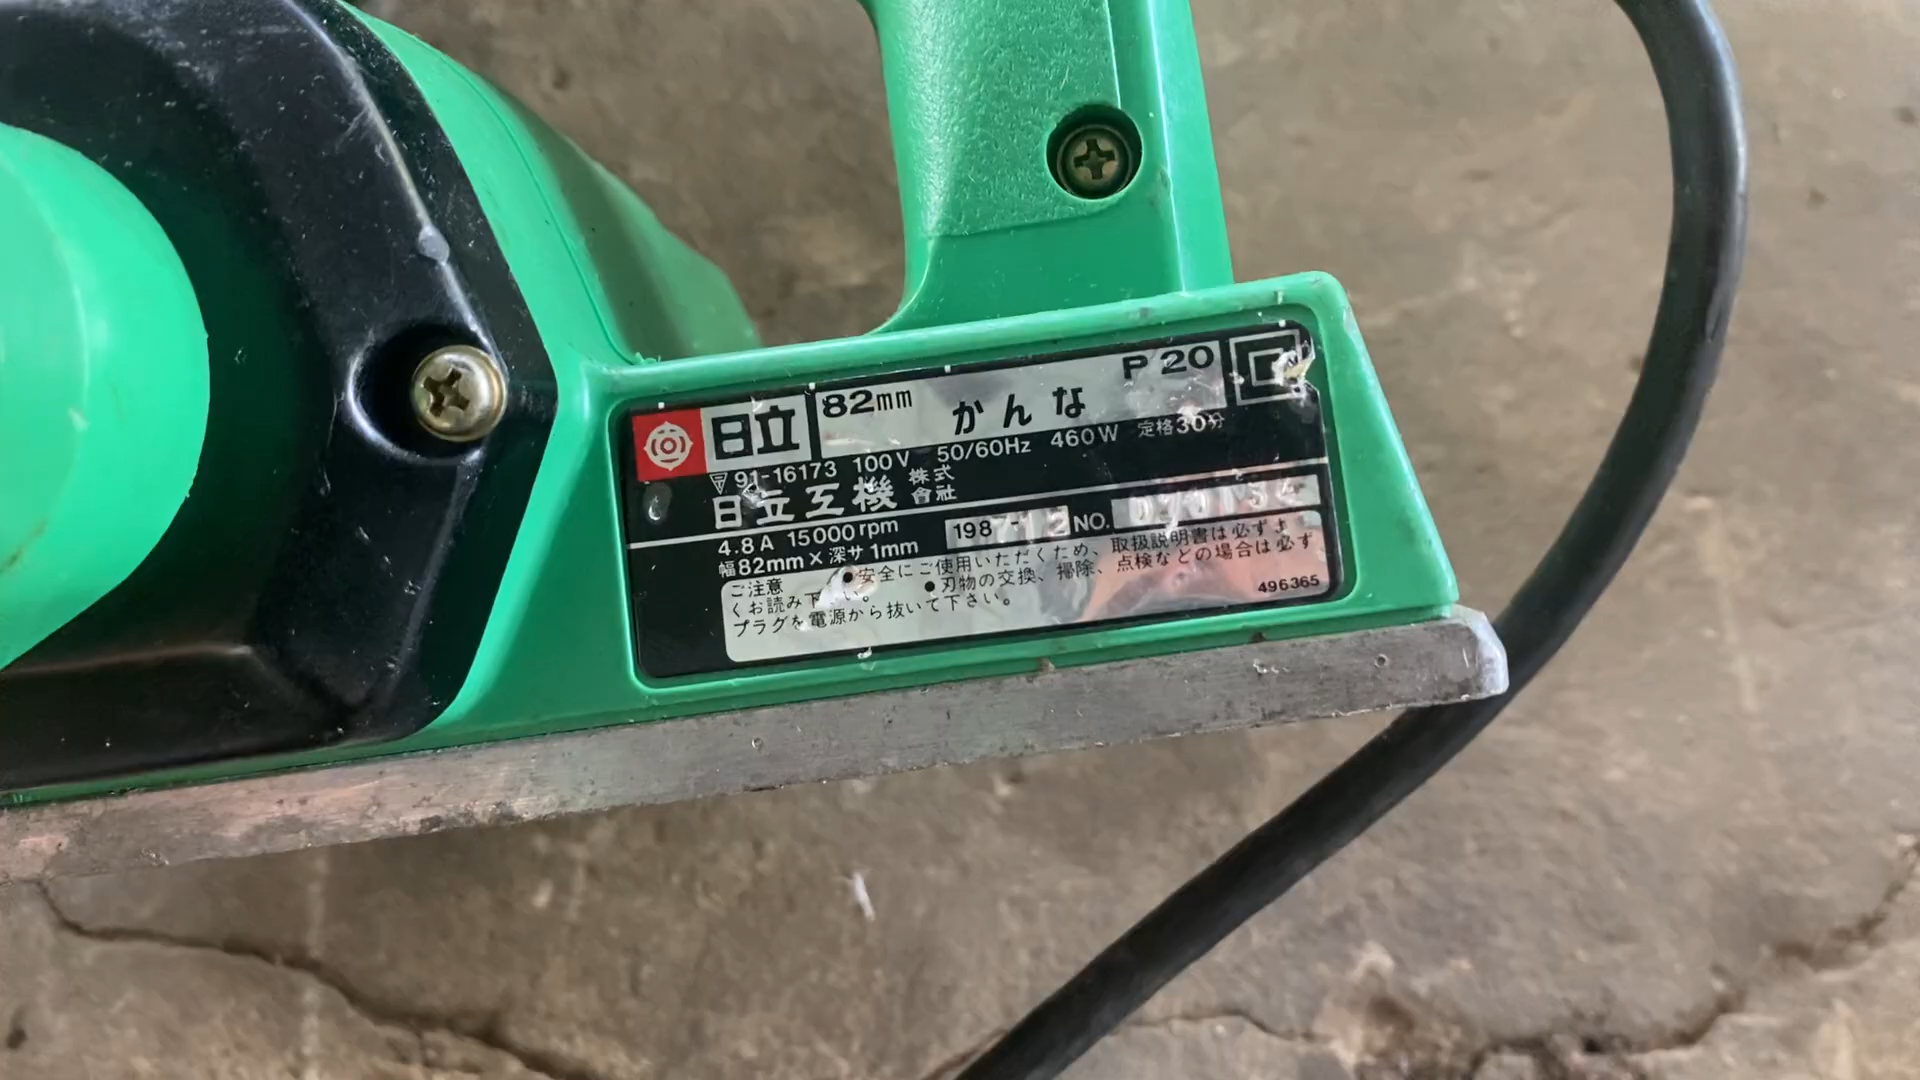 日立 82mm かんな P 20
91-16173 100V 50/60Hz 460W 定格30分
日立工機 株式會社
4.8A 15000rpm 198 NO.
幅82mm×深サ1mm
ご注意 ●安全にご使用いただくため、取扱説明書は必ずよ
くお読み下さい。 ●刃物の交換、掃除、点検などの場合は必ず
プラグを電源から抜いて下さい。
496365